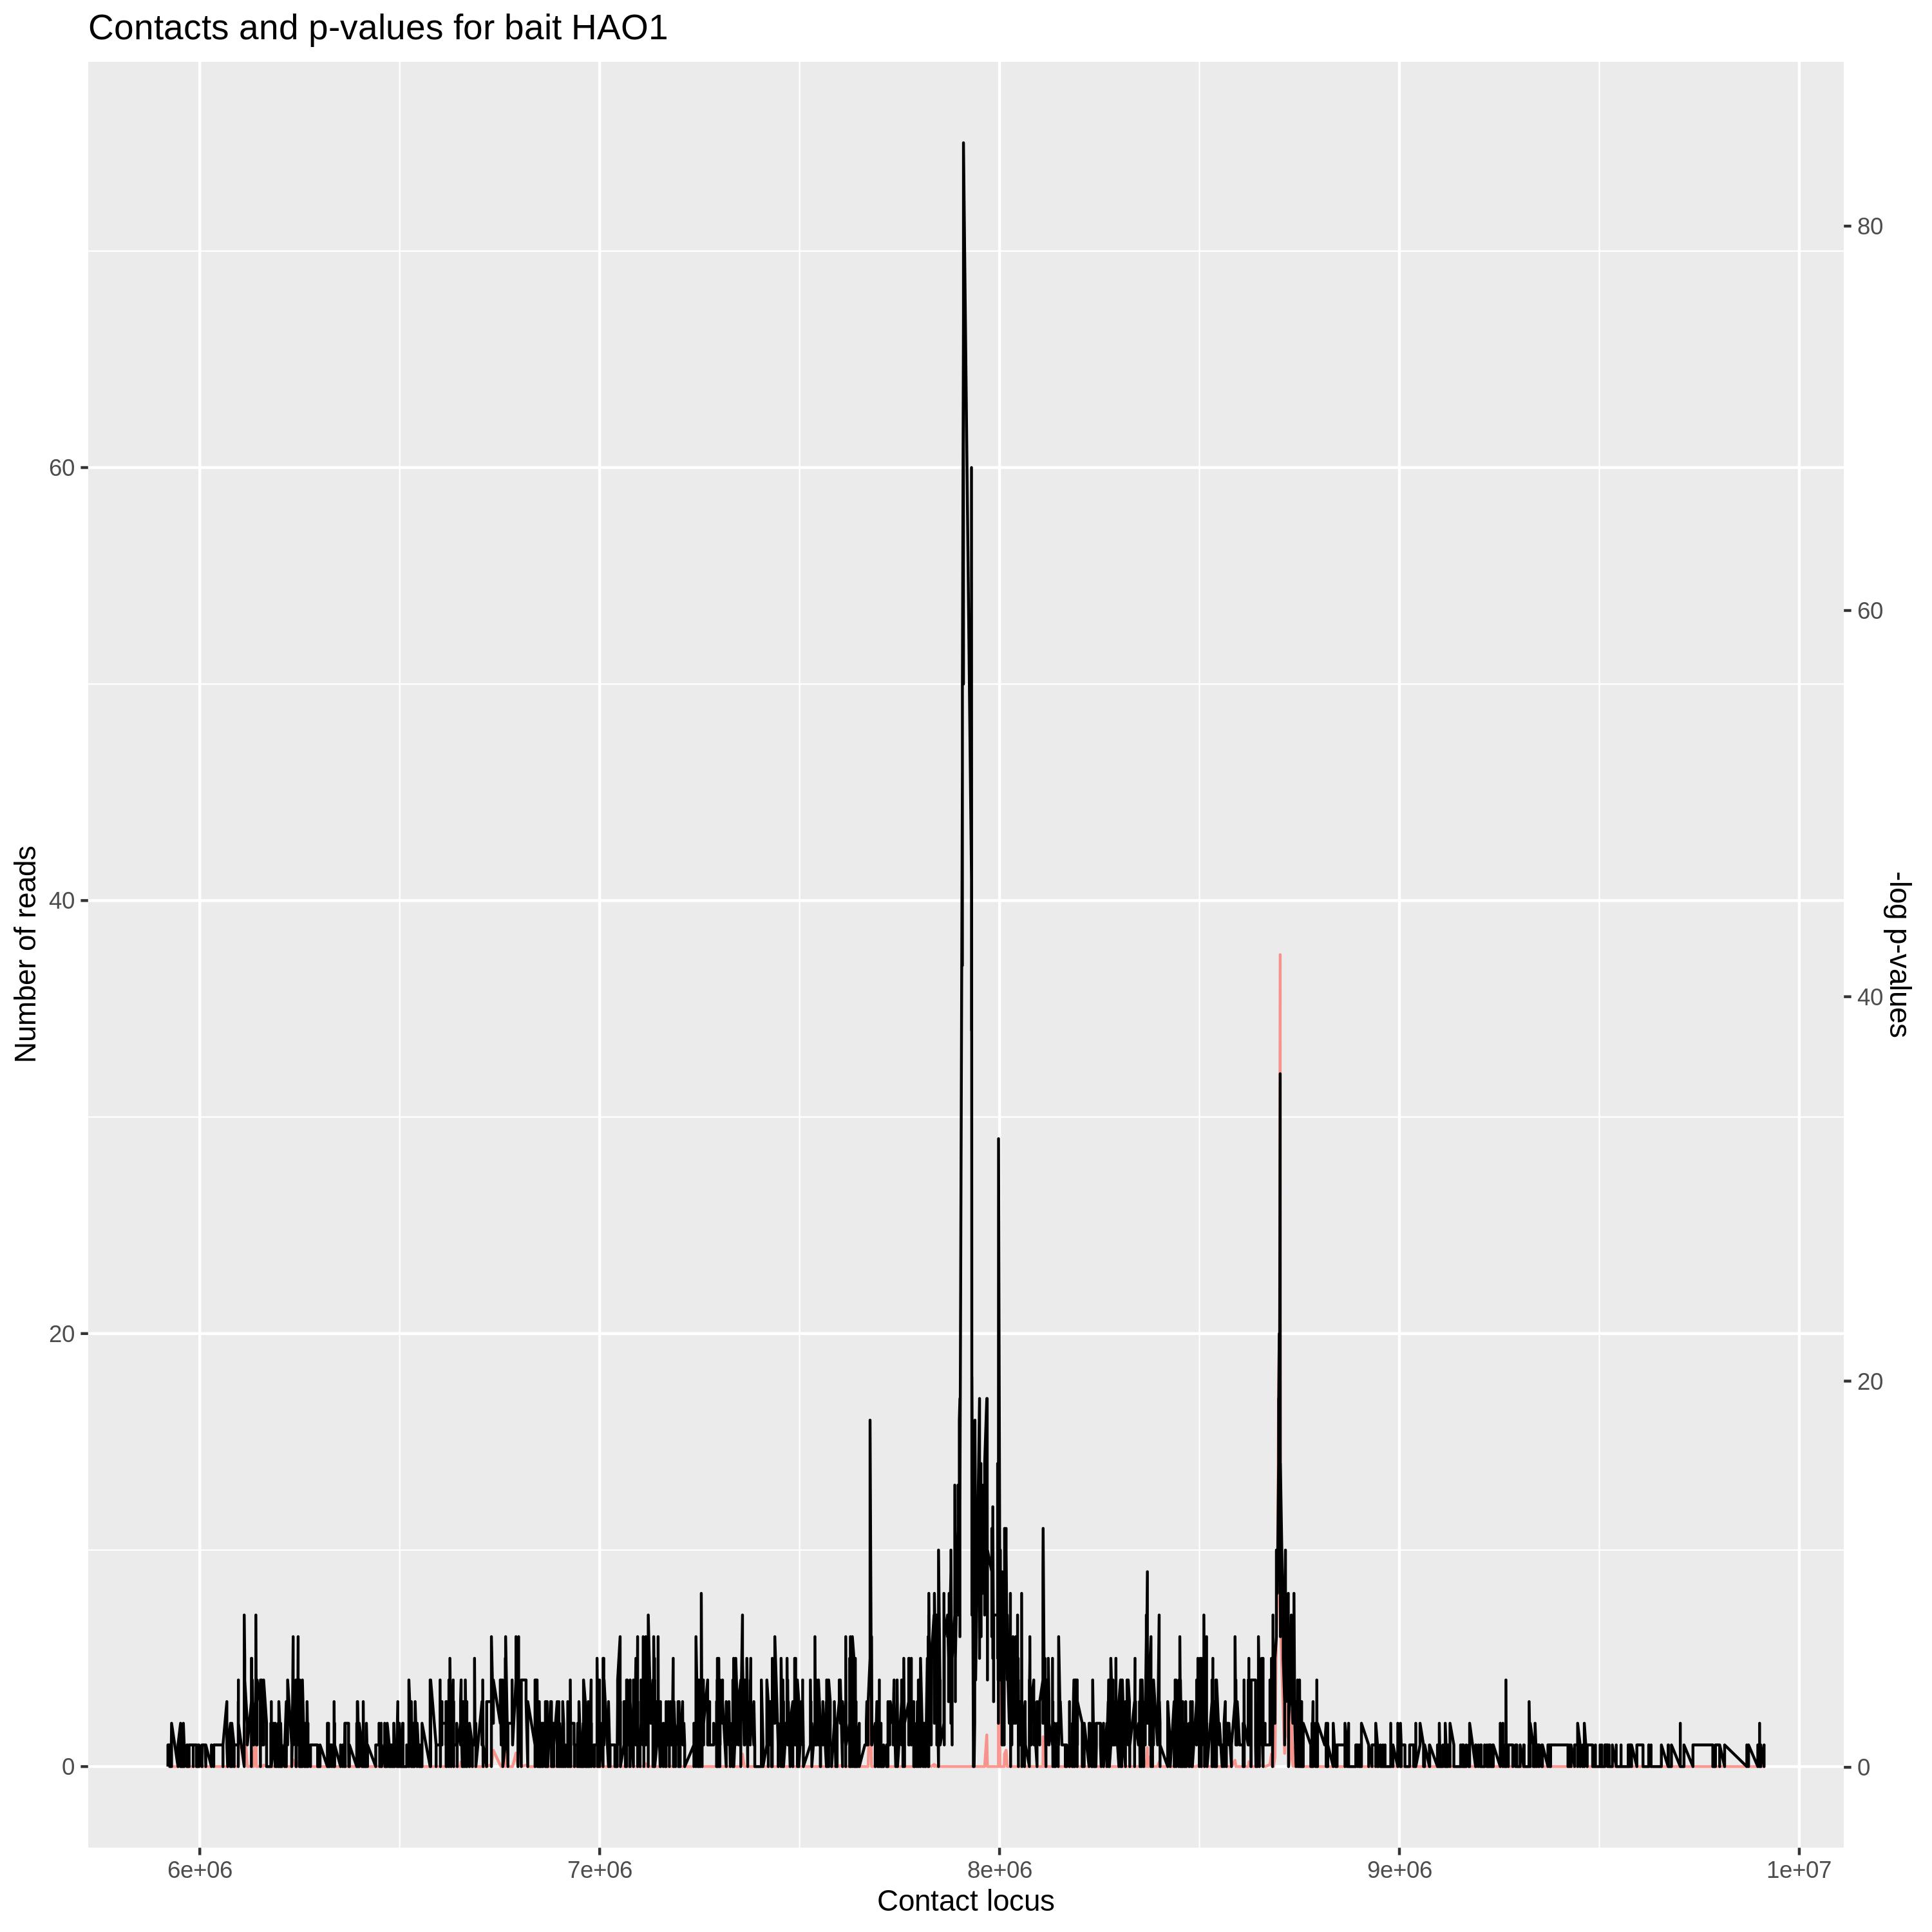 Contacts and p-values for bait HAO1
Number of reads
60
40
20
0
80
60
40
20
0
-log p-values
6e+06
7e+06
8e+06
9e+06
1e+07
Contact locus